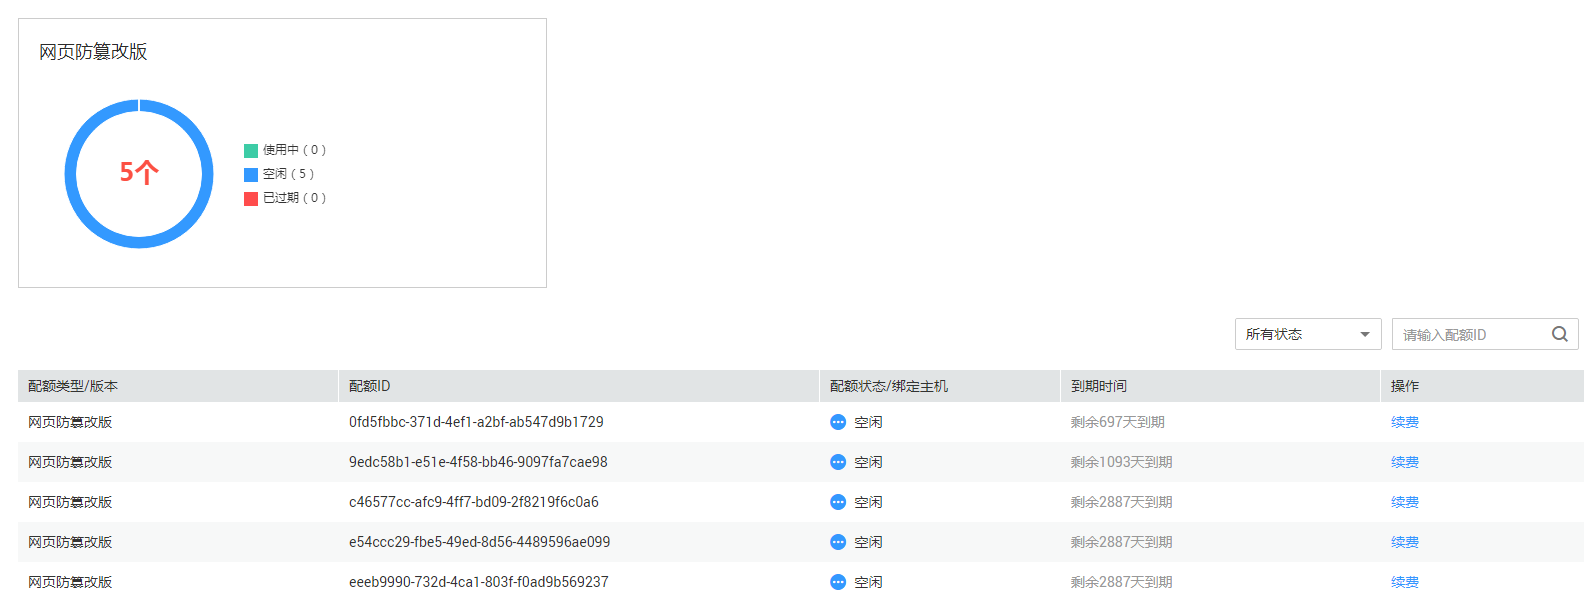 网页防篡改版
5个
使用中（0）
空闲（5）
已过期（0）
所有状态 请输入配额ID
配额类型/版本 配额ID 配额状态/绑定主机 到期时间 操作
网页防篡改版 0fd5fbbc-371d-4ef1-a2bf-ab547d9b1729 空闲 剩余697天到期 续费
网页防篡改版 9edc58b1-e51e-4f58-bb46-9097fa7cae98 空闲 剩余1093天到期 续费
网页防篡改版 c46577cc-afc9-4ff7-bd09-2f8219f6c0a6 空闲 剩余2887天到期 续费
网页防篡改版 e54ccc29-fbe5-49ed-8d56-4489596ae099 空闲 剩余2887天到期 续费
网页防篡改版 eeeb9990-732d-4ca1-803f-f0ad9b569237 空闲 剩余2887天到期 续费